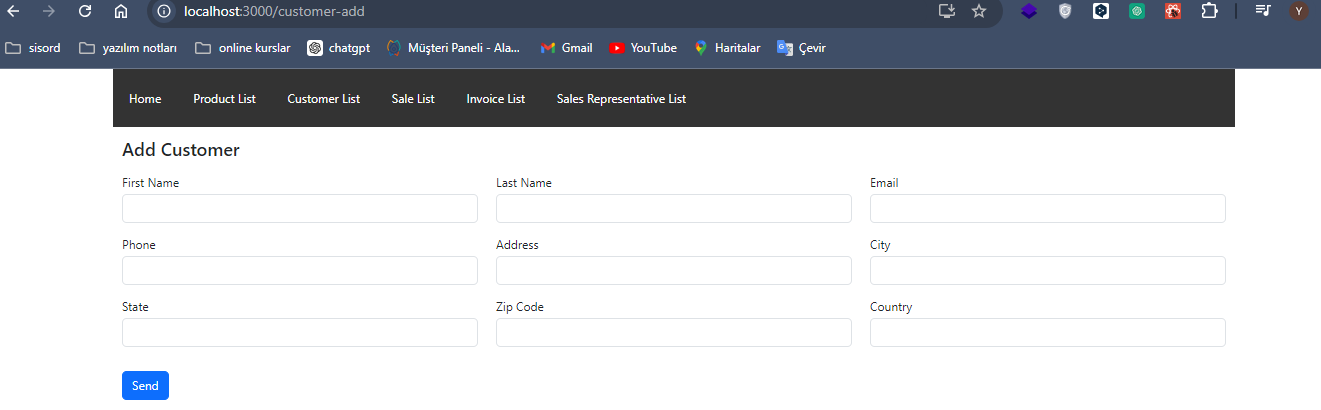 localhost:3000/customer-add
Y
sisord yazılım notları online kurslar chatgpt Müşteri Paneli - Ala... Gmail YouTube Haritalar Çevir
Home Product List Customer List Sale List Invoice List Sales Representative List
Add Customer
First Name Last Name Email
Phone Address City
State Zip Code Country
Send